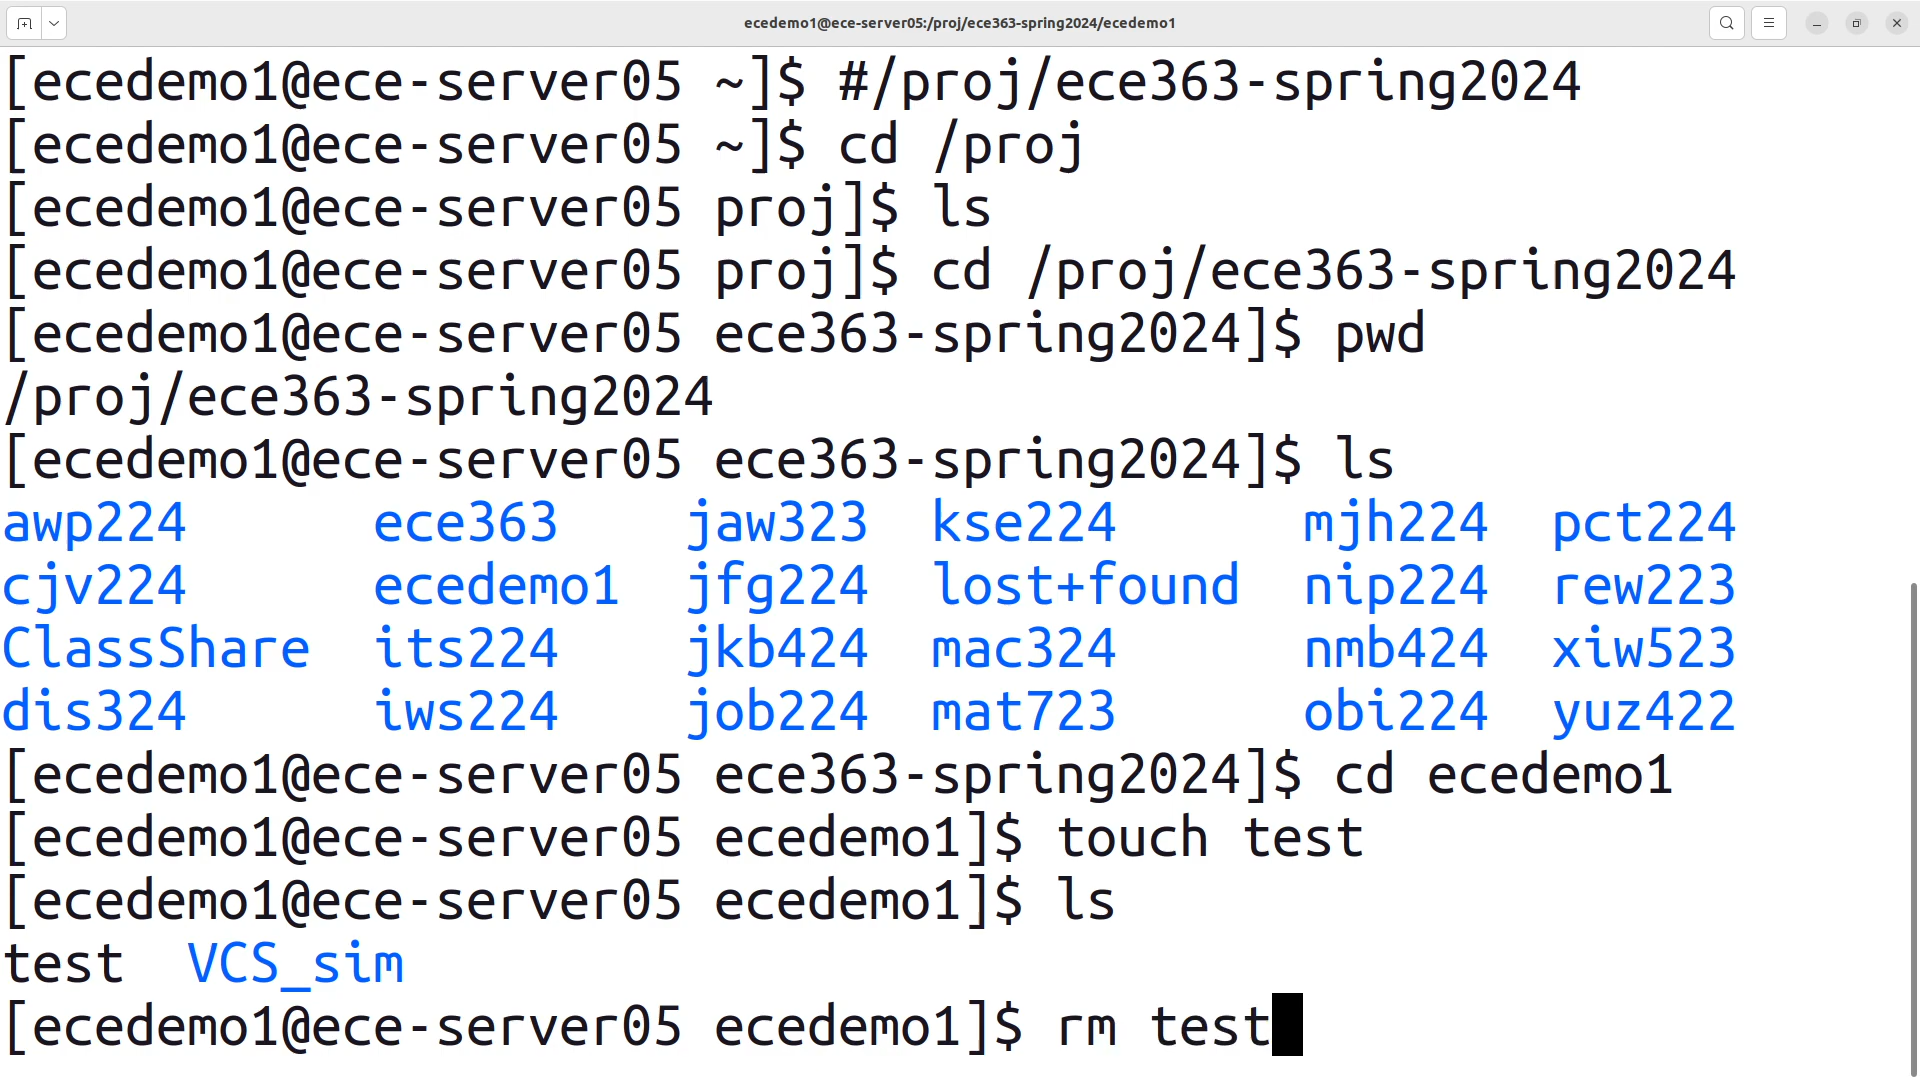 ecedemo1@ece-server05:/proj/ece363-spring2024/ecedemo1
[ecedemo1@ece-server05 ~]$ #/proj/ece363-spring2024
[ecedemo1@ece-server05 ~]$ cd /proj
[ecedemo1@ece-server05 proj]$ ls
[ecedemo1@ece-server05 proj]$ cd /proj/ece363-spring2024
[ecedemo1@ece-server05 ece363-spring2024]$ pwd
/proj/ece363-spring2024
[ecedemo1@ece-server05 ece363-spring2024]$ ls
awp224 ece363 jaw323 kse224 mjh224 pct224
cjv224 ecedemo1 jfg224 lost+found nip224 rew223
ClassShare its224 jkb424 mac324 nmb424 xiw523
dis324 iws224 job224 mat723 obi224 yuz422
[ecedemo1@ece-server05 ece363-spring2024]$ cd ecedemo1
[ecedemo1@ece-server05 ecedemo1]$ touch test
[ecedemo1@ece-server05 ecedemo1]$ ls
test VCS_sim
[ecedemo1@ece-server05 ecedemo1]$ rm test